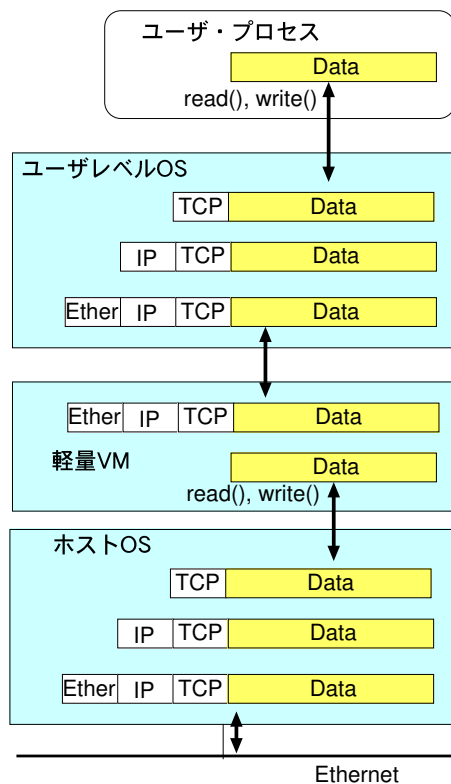 ユーザ・プロセス
Data
read(), write()
ユーザレベルOS
TCP Data
IP TCP Data
Ether IP TCP Data
Ether IP TCP Data
軽量VM Data
read(), write()
ホストOS
TCP Data
IP TCP Data
Ether IP TCP Data
Ethernet